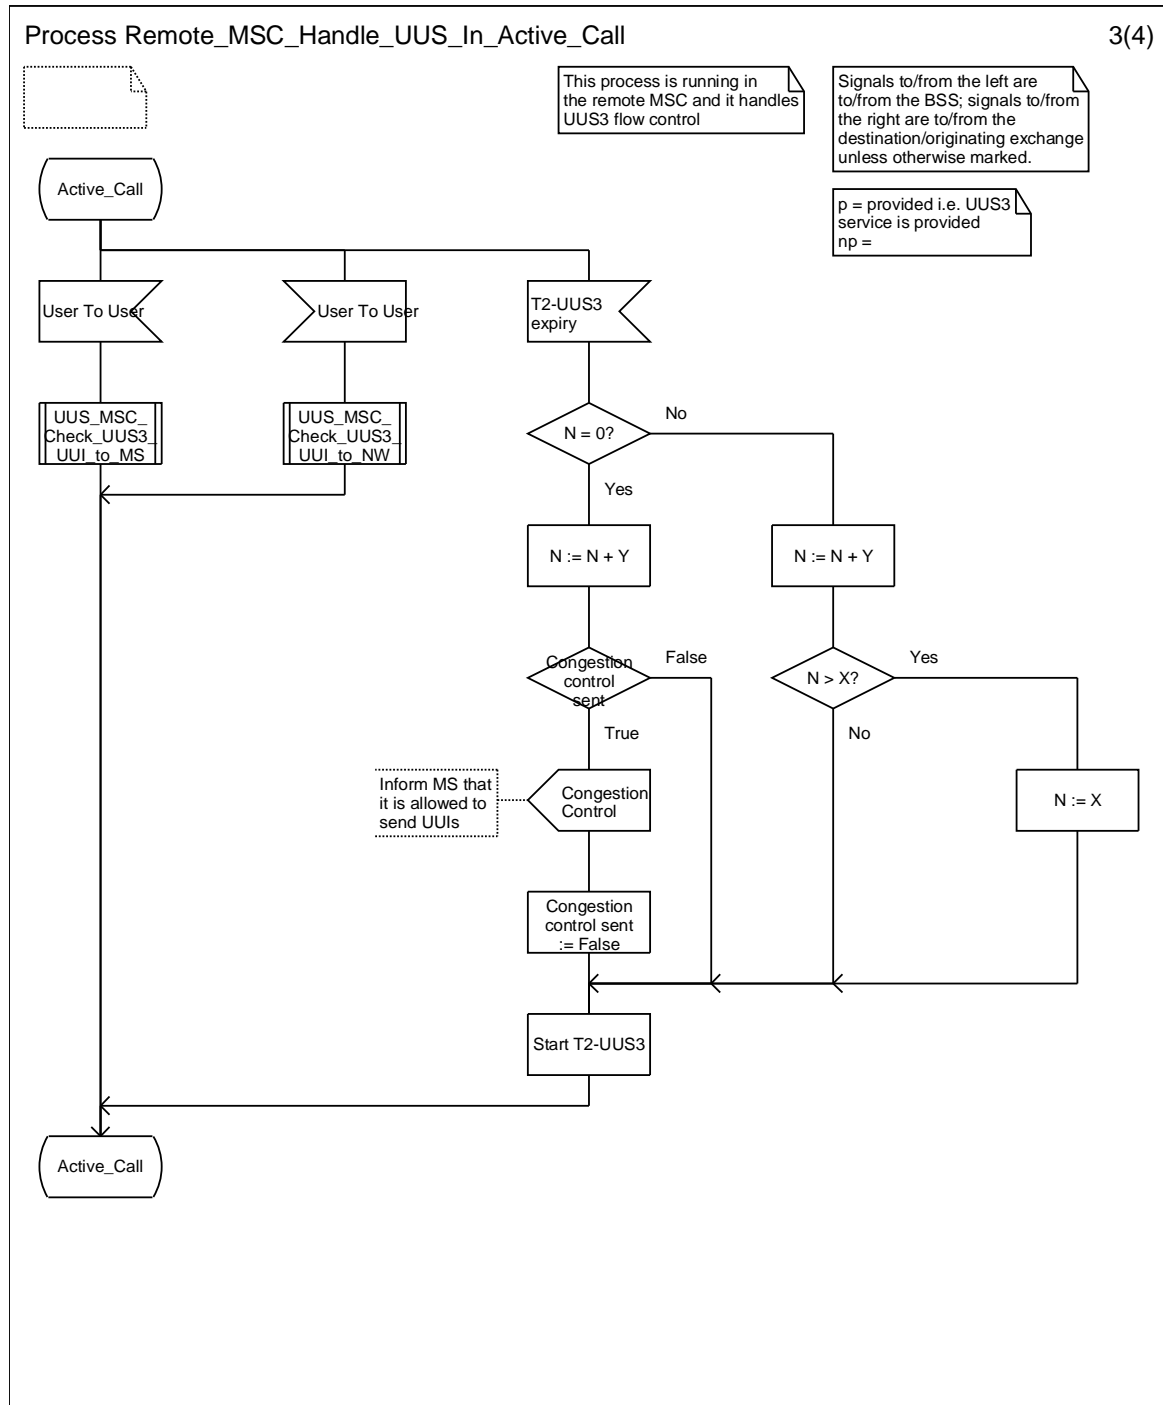 Process Remote_MSC_Handle_UUS_In_Active_Call
3(4)
This process is running in
the remote MSC and it handles
UUS3 flow control
Signals to/from the left are
to/from the BSS; signals to/from
the right are to/from the
destination/originating exchange
unless otherwise marked.
p = provided i.e. UUS3
service is provided
np =
Active_Call
User To User
User To User
T2-UUS3
expiry
UUS_MSC_
Check_UUS3_
UUI_to_MS
UUS_MSC_
Check_UUS3_
UUI_to_NW
N = 0?
No
Yes
N := N + Y
N := N + Y
Congestion
control
sent
False
True
N > X?
Yes
No
Inform MS that
it is allowed to
send UUIs
Congestion
Control
N := X
Congestion
control sent
:= False
Start T2-UUS3
Active_Call